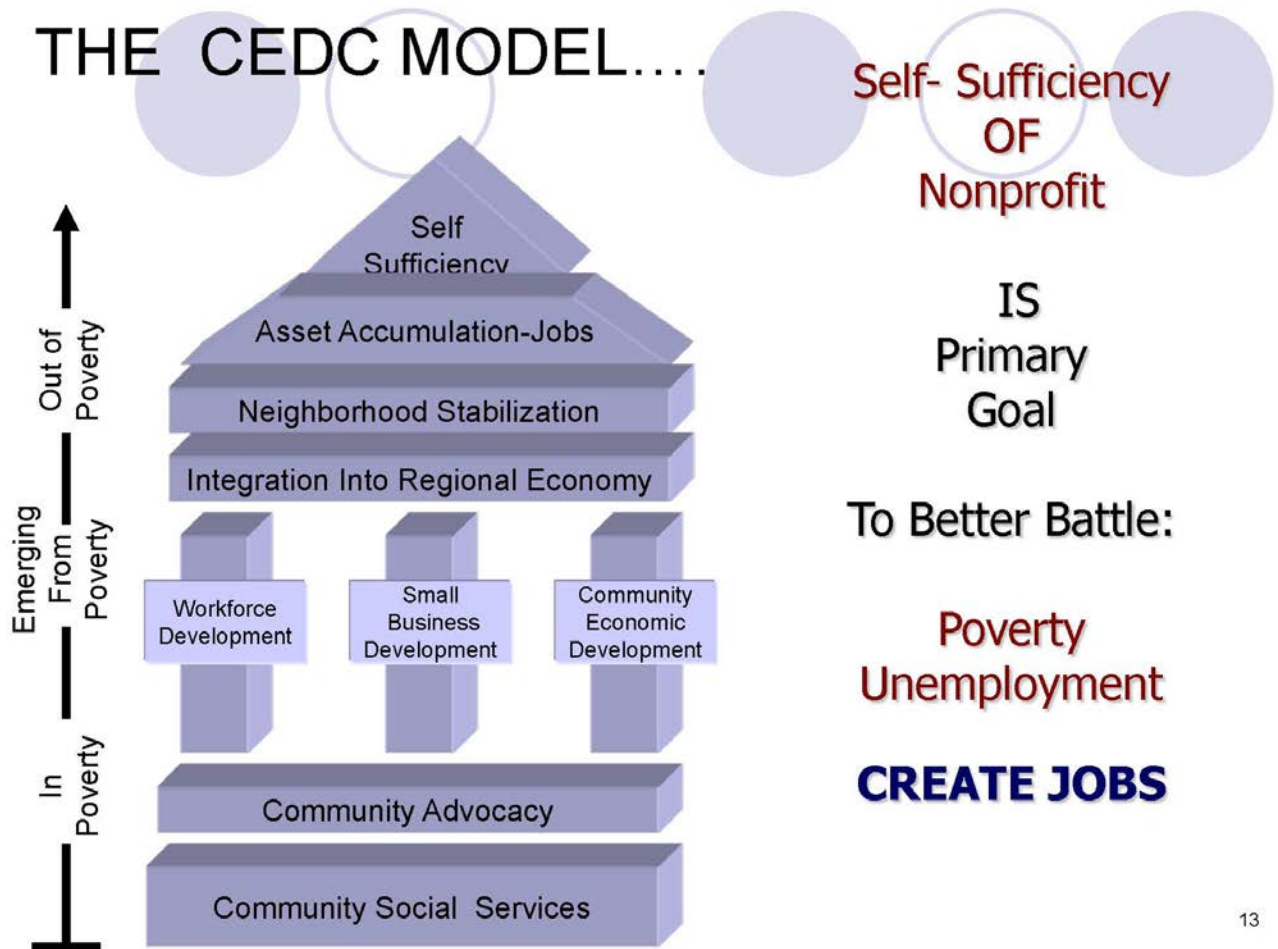 THE CEDC MODEL....
Self
Sufficiency
Asset Accumulation-Jobs
Neighborhood Stabilization
Integration Into Regional Economy
Workforce
Development
Small
Business
Development
Community
Economic
Development
Community Advocacy
Community Social Services
Out of
Poverty
Emerging
From
Poverty
In
Poverty
Self- Sufficiency
OF
Nonprofit
IS
Primary
Goal
To Better Battle:
Poverty
Unemployment
CREATE JOBS
13